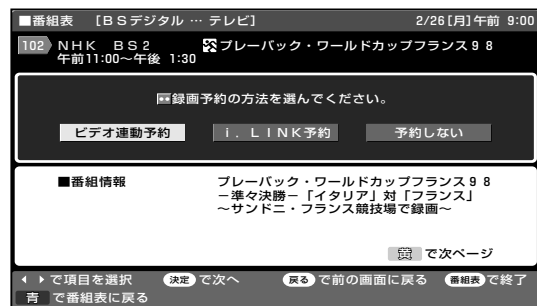 ■番組表 [BSデジタル … テレビ] 2/26[月]午前 9:00
102 NHK BS2 プレーバック・ワールドカップフランス98
午前11:00~午後 1:30
録画予約の方法を選んでください。
ビデオ連動予約 i.LINK予約 予約しない
■番組情報 プレーバック・ワールドカップフランス98
-準々決勝-「イタリア」対「フランス」
~サンドニ・フランス競技場で録画~
黄 で次ページ
で項目を選択 決定 で次へ 戻る で前の画面に戻る 番組表 で終了
青 で番組表に戻る